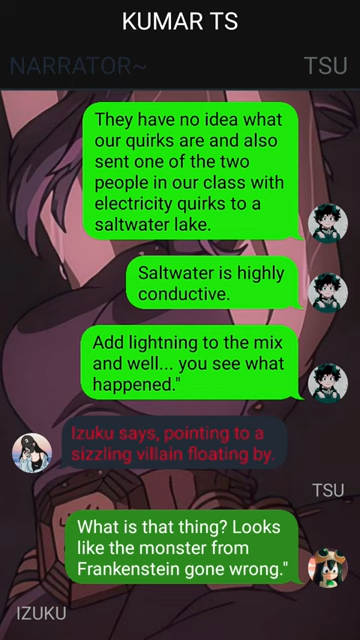 KUMAR TS
NARRATOR~
TSU
They have no idea what
our quirks are and also
sent one of the two
people in our class with
electricity quirks to a
saltwater lake.
Saltwater is highly
conductive.
Add lightning to the mix
and well... you see what
happened."
Izuku says, pointing to a
sizzling villain floating by.
TSU
What is that thing? Looks
like the monster from
Frankenstein gone wrong."
IZUKU